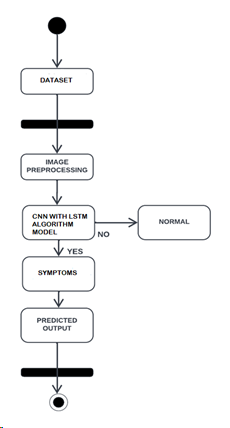 DATASET
IMAGE
PREPROCESSING
CNN WITH LSTM
ALGORITHM
MODEL
NORMAL
NO
YES
SYMPTOMS
PREDICTED
OUTPUT